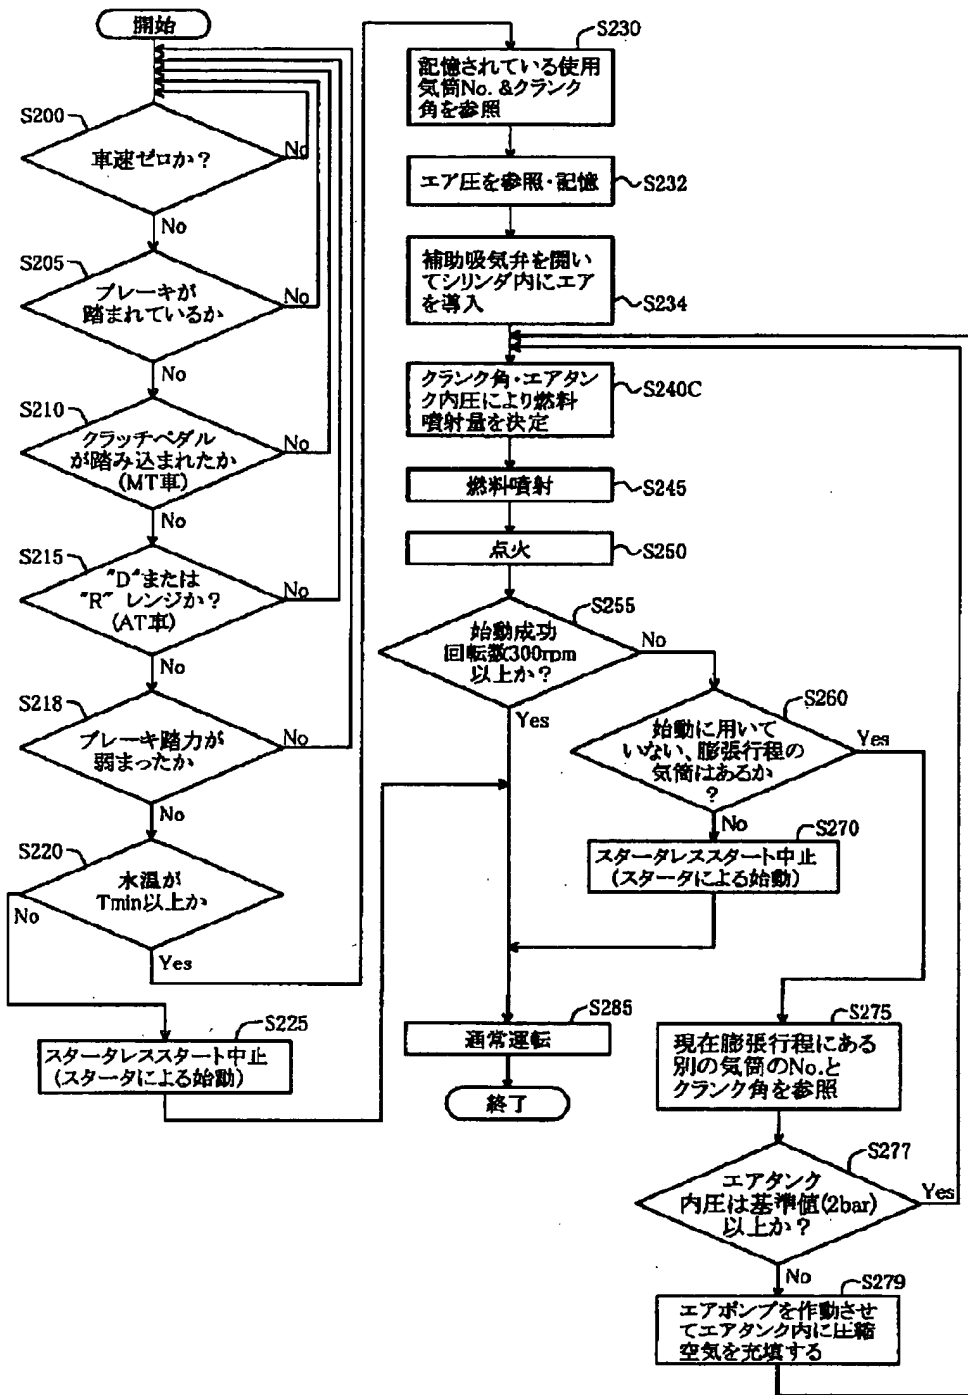 開始
S200
車速ゼロか?
No
No
S205
ブレーキが
踏まれているか
No
No
S210
クラッチペダル
が踏み込まれたか
(MT車)
No
No
S215
"D"または
"R" レンジか?
(AT車)
No
No
S218
ブレーキ踏力が
弱まったか
No
No
S220
水温が
Tmin以上か
No
Yes
S225
スタータレススタート中止
(スタータによる始動)
S230
記憶されている使用
気筒No.&クランク
角を参照
エア圧を参照・記憶
S232
補助吸気弁を開い
てシリンダ内にエア
を導入
S234
クランク角・エアタン
ク内圧により燃料
噴射量を決定
S240C
燃料噴射
S245
点火
S250
S255
始動成功
回転数300rpm
以上か?
No
Yes
S260
始動に用いて
いない、膨張行程の
気筒はあるか
?
Yes
No
S270
スタータレススタート中止
(スタータによる始動)
S285
通常運転
終了
S275
現在膨張行程にある
別の気筒のNo.と
クランク角を参照
S277
エアタンク
内圧は基準値(2bar)
以上か?
Yes
No
S279
エアポンプを作動させ
てエアタンク内に圧縮
空気を充填する